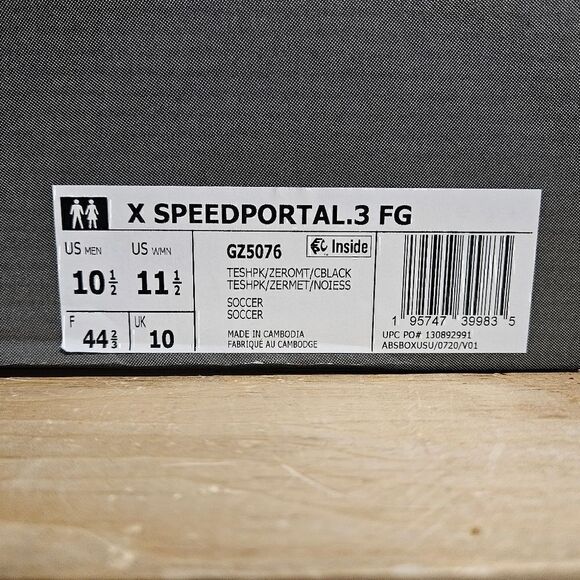 X SPEEDPORTAL.3 FG
US MEN
10 1/2
US WMN
11 1/2
F
44 2/3
UK
10
GZ5076
Inside
TESHPK/ZEROMT/CBLACK
TESHPK/ZERMET/NOIESS
SOCCER
SOCCER
MADE IN CAMBODIA
FABRIQUÉ AU CAMBODGE
1 95747 39983 5
UPC PO# 130892991
ABSBOXUSU/0720/V01